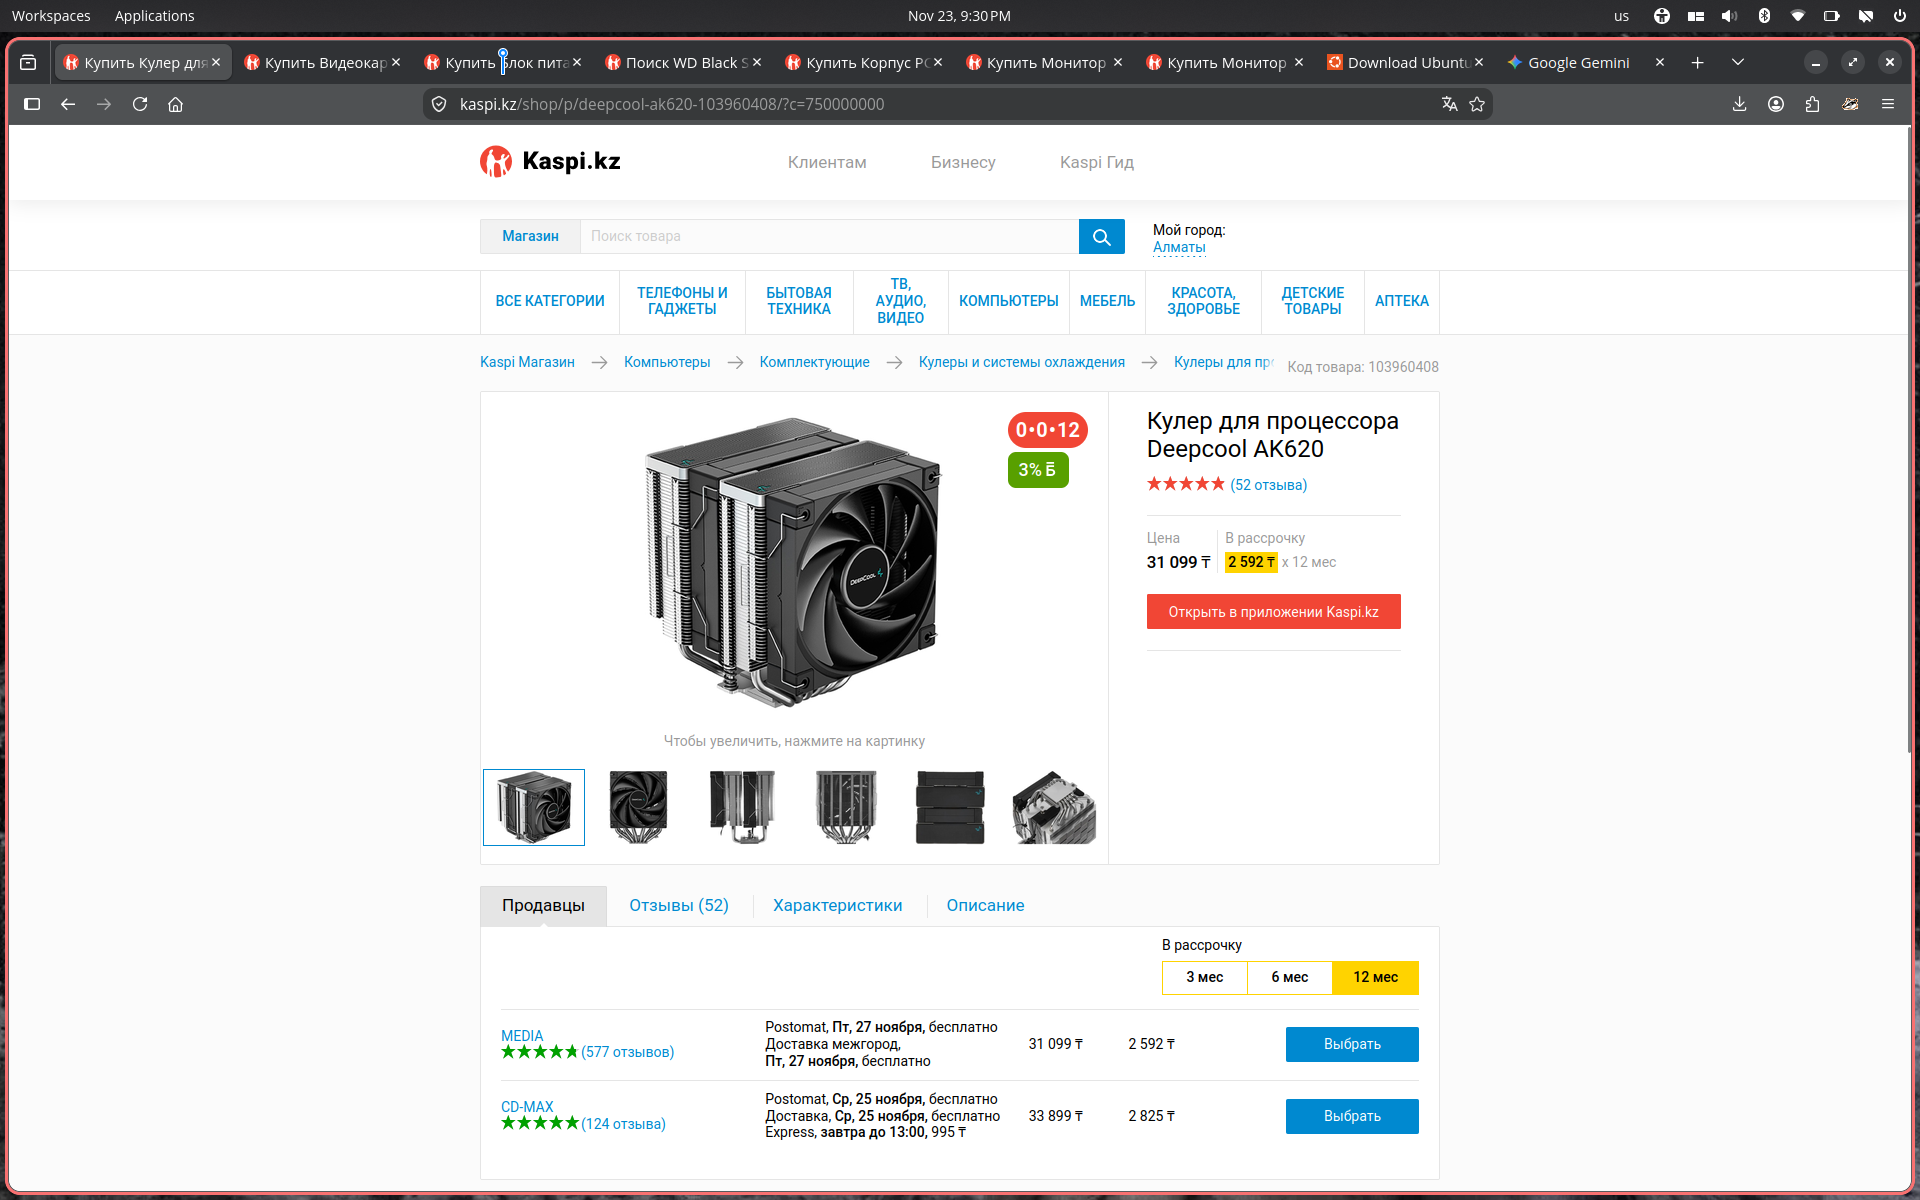 Workspaces Applications Nov 23, 9:30 PM us
Купить Кулер для Купить Видеокар Купить Блок пита Поиск WD Black S Купить Корпус PC Купить Монитор Купить Монитор Download Ubuntu Google Gemini
kaspi.kz/shop/p/deepcool-ak620-103960408/?c=750000000
Kaspi.kz Клиентам Бизнесу Kaspi Гид
Магазин Поиск товара
Мой город:
Алматы
ВСЕ КАТЕГОРИИ
ТЕЛЕФОНЫ И
ГАДЖЕТЫ
БЫТОВАЯ
ТЕХНИКА
ТВ,
АУДИО,
ВИДЕО
КОМПЬЮТЕРЫ
МЕБЕЛЬ
КРАСОТА,
ЗДОРОВЬЕ
ДЕТСКИЕ
ТОВАРЫ
АПТЕКА
Kaspi Магазин Компьютеры Комплектующие Кулеры и системы охлаждения Кулеры для про Код товара: 103960408
0·0·12
3% Б
DEEPCOOL
Чтобы увеличить, нажмите на картинку
Кулер для процессора
Deepcool AK620
(52 отзыва)
Цена В рассрочку
31 099 ₸ 2 592 ₸ x 12 мес
Открыть в приложении Kaspi.kz
Продавцы Отзывы (52) Характеристики Описание
В рассрочку
3 мес 6 мес 12 мес
MEDIA
(577 отзывов)
Postomat, Пт, 27 ноября, бесплатно
Доставка межгород,
Пт, 27 ноября, бесплатно
31 099 ₸ 2 592 ₸ Выбрать
CD-MAX
(124 отзыва)
Postomat, Ср, 25 ноября, бесплатно
Доставка, Ср, 25 ноября, бесплатно
Express, завтра до 13:00, 995 ₸
33 899 ₸ 2 825 ₸ Выбрать